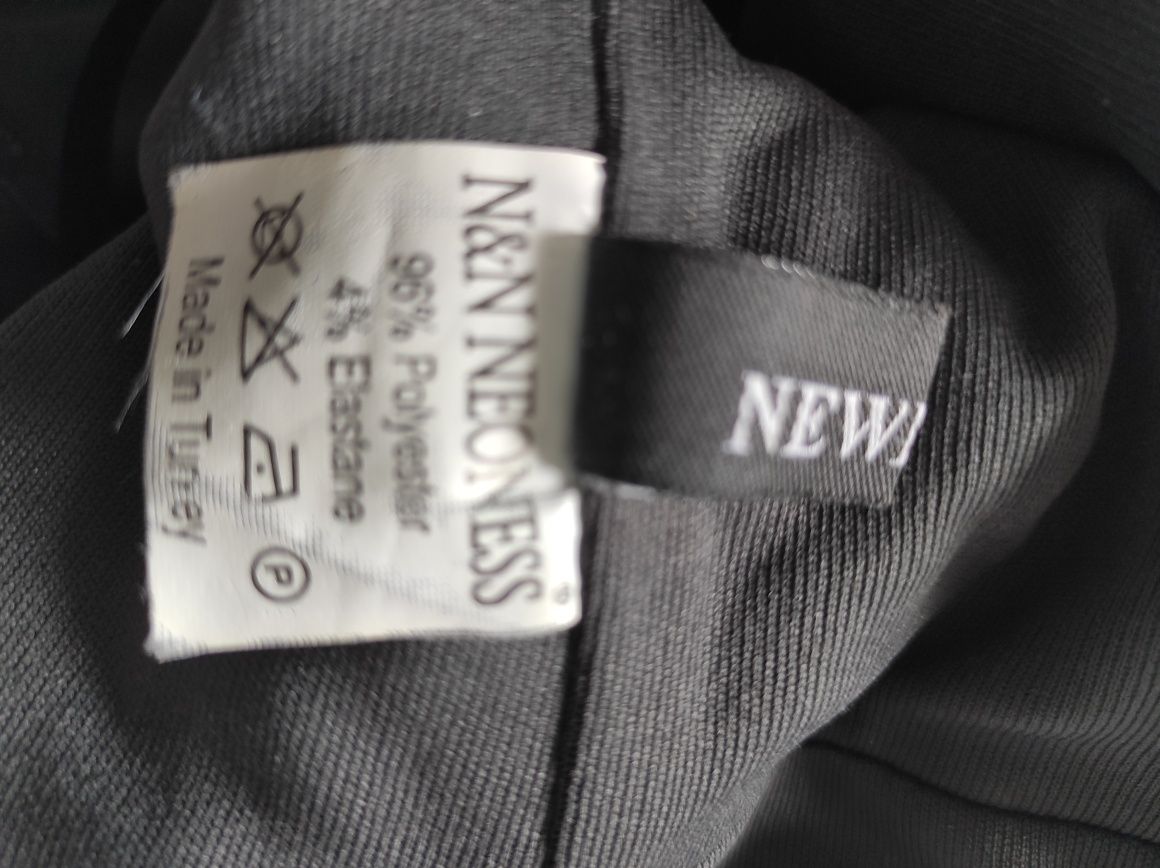 N&N NEONESS
96% Polyester
4% Elastane
P
Made in Turkey
NEW